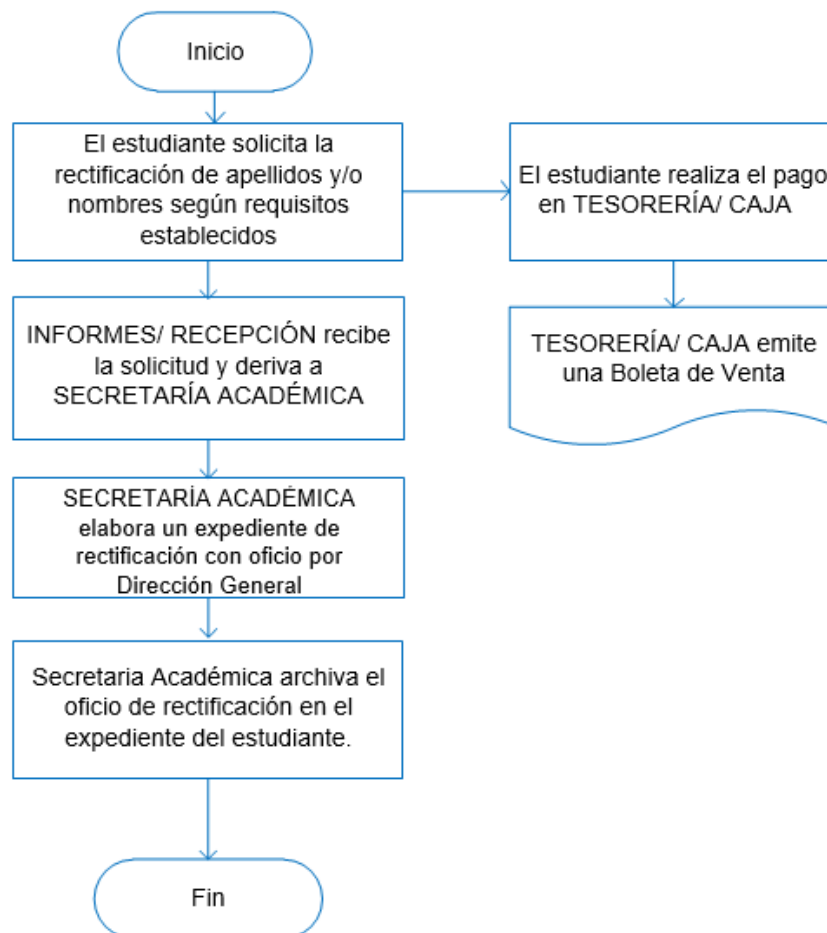 Inicio
El estudiante solicita la
rectificación de apellidos y/o
nombres según requisitos
establecidos
El estudiante realiza el pago
en TESORERÍA/ CAJA
INFORMES/ RECEPCIÓN recibe
la solicitud y deriva a
SECRETARÍA ACADÉMICA
TESORERÍA/ CAJA emite
una Boleta de Venta
SECRETARÍA ACADÉMICA
elabora un expediente de
rectificación con oficio por
Dirección General
Secretaria Académica archiva el
oficio de rectificación en el
expediente del estudiante.
Fin